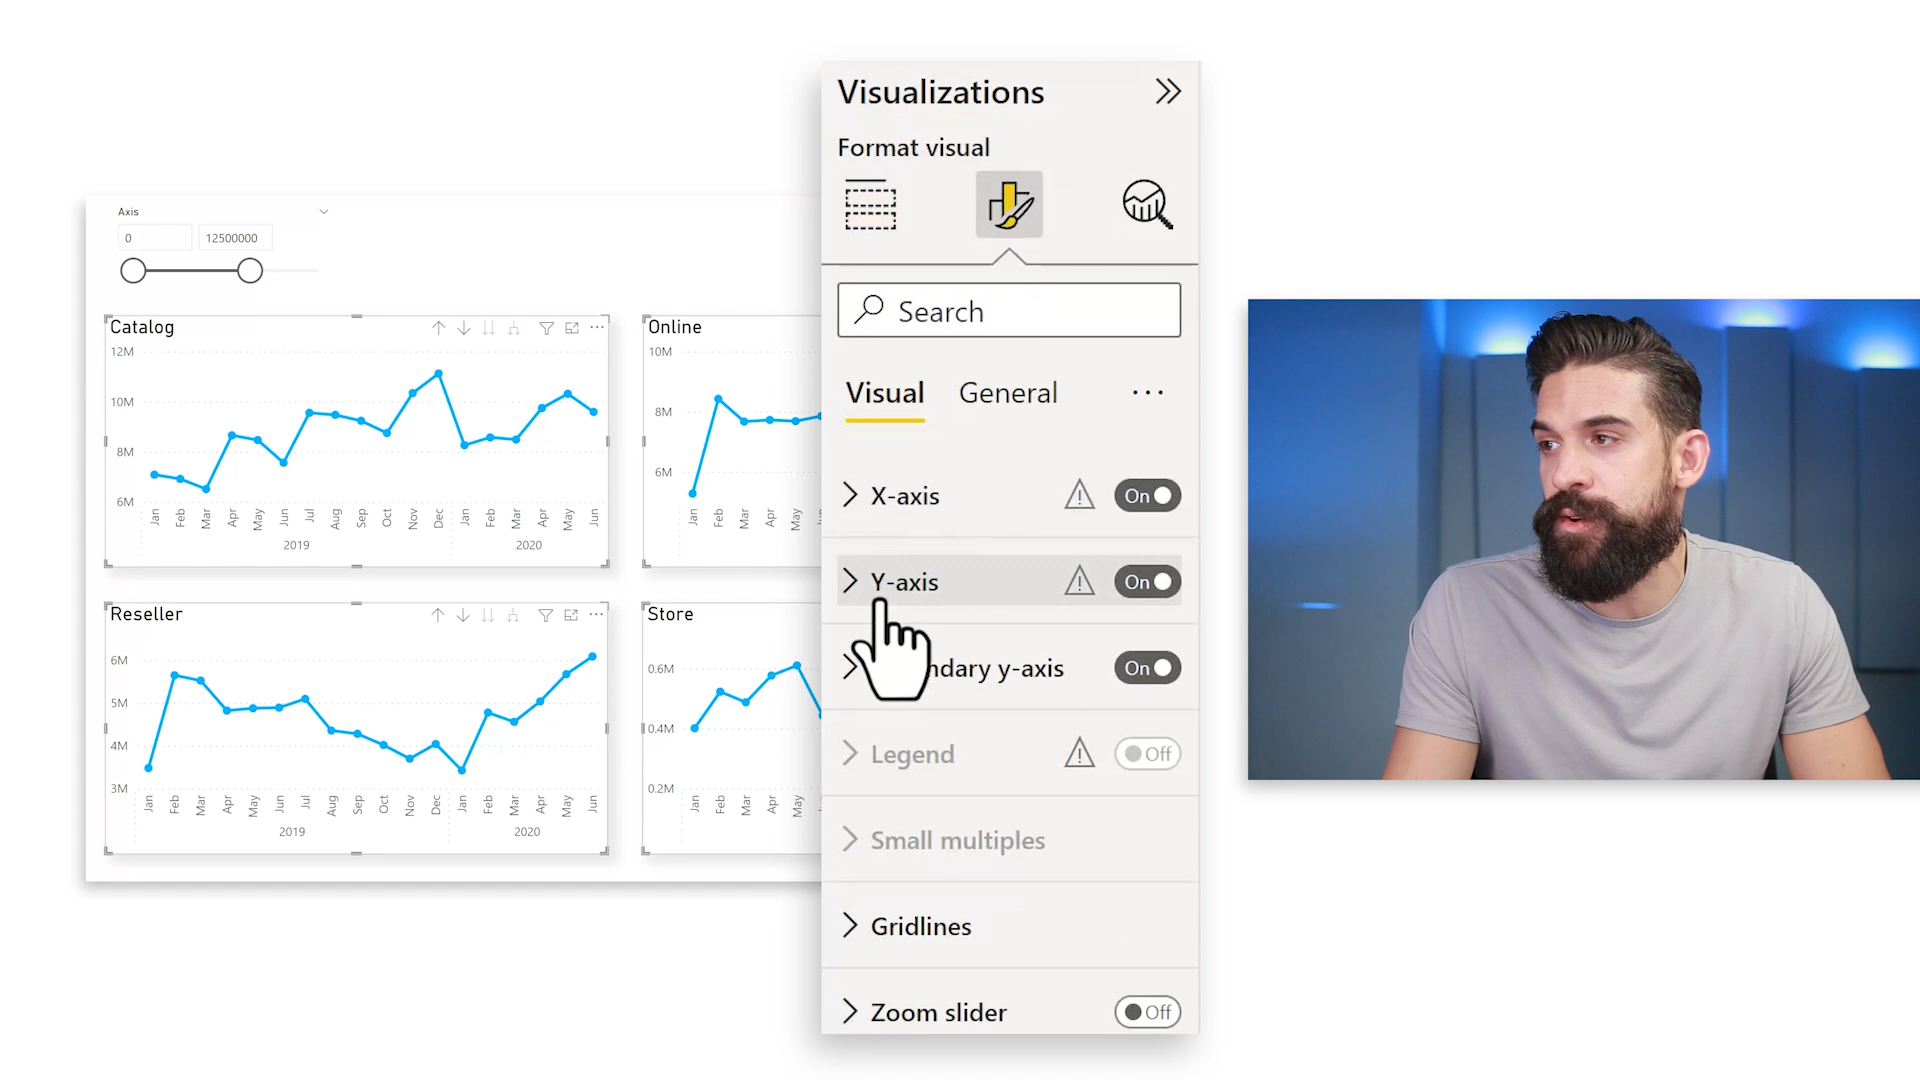 Axis
0
12500000
Catalog
12M
10M
8M
6M
Jan Feb Mar Apr May Jun Jul Aug Sep Oct Nov Dec Jan Feb Mar Apr May Jun
2019 2020
Online
10M
8M
6M
Jan Feb Mar Apr May
Reseller
6M
5M
4M
3M
Jan Feb Mar Apr May Jun Jul Aug Sep Oct Nov Dec Jan Feb Mar Apr May Jun
2019 2020
Store
0.6M
0.4M
0.2M
Jan Feb Mar Apr May
Visualizations
Format visual
Search
Visual General
X-axis On
Y-axis On
ndary y-axis On
Legend Off
Small multiples
Gridlines
Zoom slider Off